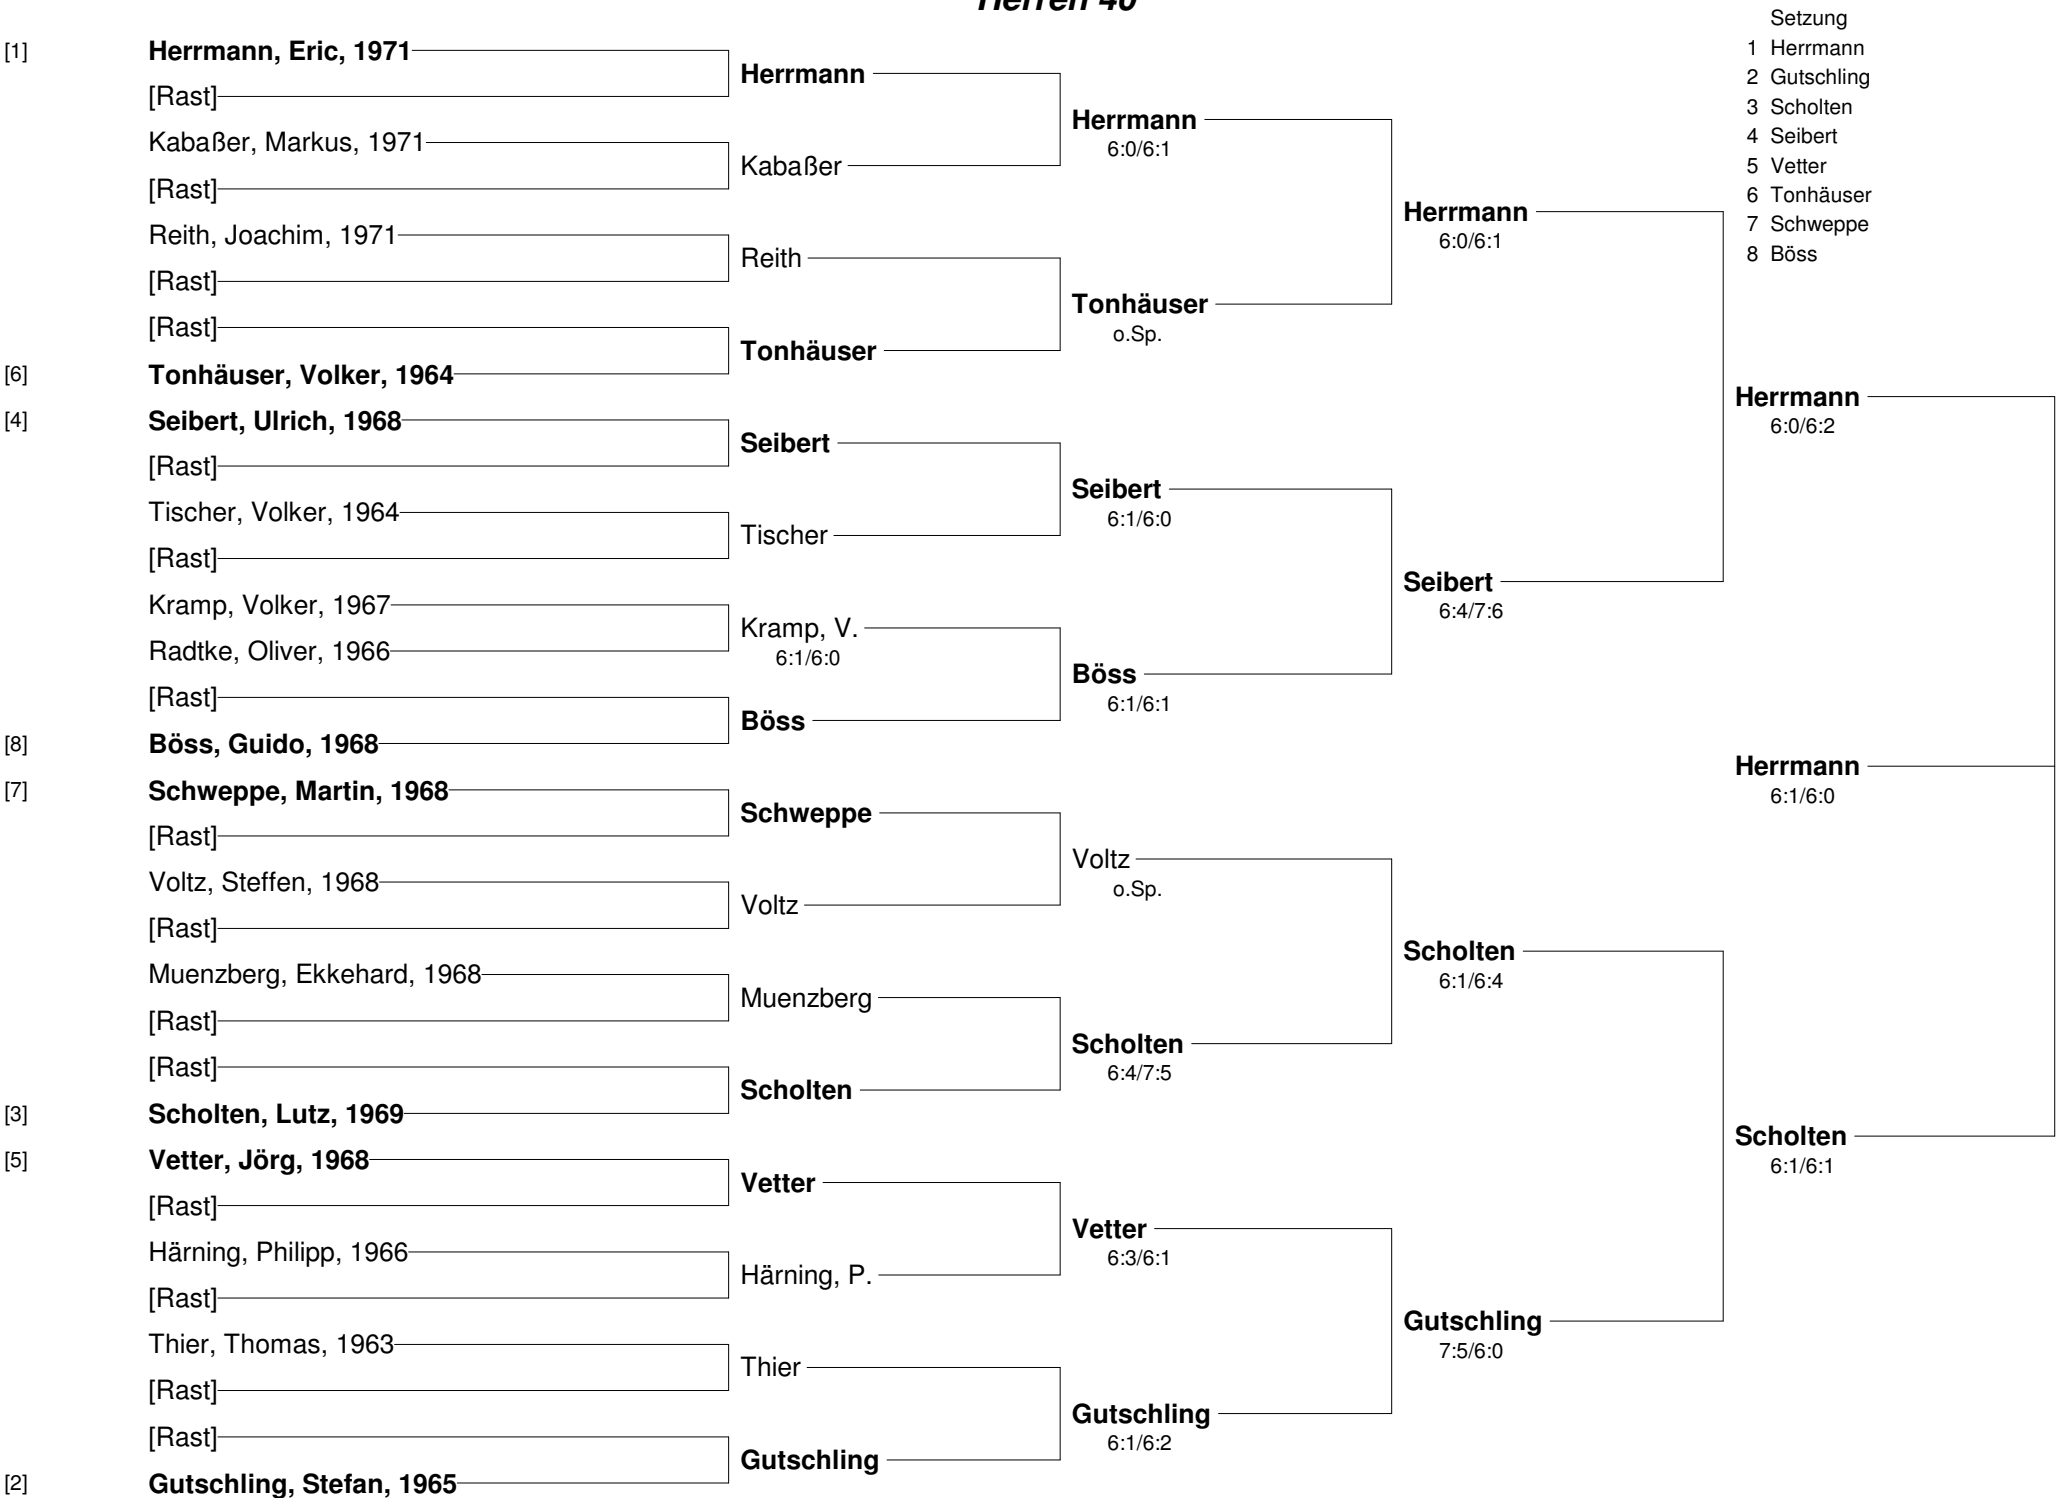 Herren 40
Setzung
1 Herrmann
2 Gutschling
3 Scholten
4 Seibert
5 Vetter
6 Tonhäuser
7 Schweppe
8 Böss
[1] Herrmann, Eric, 1971
[Rast]
Kabaßer, Markus, 1971
[Rast]
Reith, Joachim, 1971
[Rast]
[Rast]
[6] Tonhäuser, Volker, 1964
[4] Seibert, Ulrich, 1968
[Rast]
Tischer, Volker, 1964
[Rast]
Kramp, Volker, 1967
Radtke, Oliver, 1966
[Rast]
[8] Böss, Guido, 1968
[7] Schweppe, Martin, 1968
[Rast]
Voltz, Steffen, 1968
[Rast]
Muenzberg, Ekkehard, 1968
[Rast]
[Rast]
[3] Scholten, Lutz, 1969
[5] Vetter, Jörg, 1968
[Rast]
Härning, Philipp, 1966
[Rast]
Thier, Thomas, 1963
[Rast]
[Rast]
[2] Gutschling, Stefan, 1965
Herrmann
Kabaßer
Reith
Tonhäuser
Seibert
Tischer
Kramp, V.
6:1/6:0
Böss
Schweppe
Voltz
Muenzberg
Scholten
Vetter
Härning, P.
Thier
Gutschling
Herrmann
6:0/6:1
Tonhäuser
o.Sp.
Seibert
6:1/6:0
Böss
6:1/6:1
Voltz
o.Sp.
Scholten
6:4/7:5
Vetter
6:3/6:1
Gutschling
6:1/6:2
Herrmann
6:0/6:1
Seibert
6:4/7:6
Scholten
6:1/6:4
Gutschling
7:5/6:0
Herrmann
6:0/6:2
Herrmann
6:1/6:0
Scholten
6:1/6:1